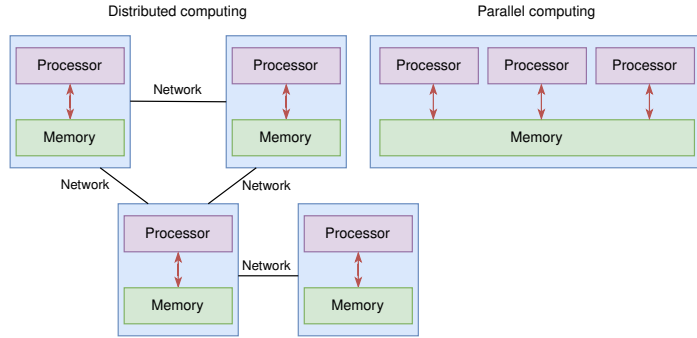 Distributed computing
Parallel computing
Processor
Processor
Processor
Processor
Processor
Network
Memory
Memory
Memory
Network
Network
Processor
Processor
Network
Memory
Memory